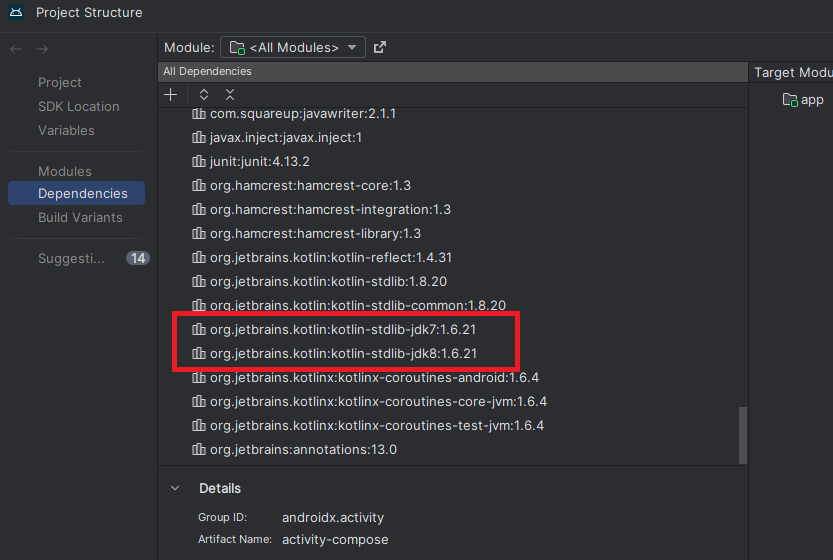 Project Structure
Module: <All Modules>
All Dependencies
Target Modu
Project
SDK Location
Variables
Modules
Dependencies
Build Variants
Suggesti... 14
com.squareup:javawriter:2.1.1
javax.inject:javax.inject:1
junit:junit:4.13.2
org.hamcrest:hamcrest-core:1.3
org.hamcrest:hamcrest-integration:1.3
org.hamcrest:hamcrest-library:1.3
org.jetbrains.kotlin:kotlin-reflect:1.4.31
org.jetbrains.kotlin:kotlin-stdlib:1.8.20
org.jetbrains.kotlin:kotlin-stdlib-common:1.8.20
org.jetbrains.kotlin:kotlin-stdlib-jdk7:1.6.21
org.jetbrains.kotlin:kotlin-stdlib-jdk8:1.6.21
org.jetbrains.kotlinx:kotlinx-coroutines-android:1.6.4
org.jetbrains.kotlinx:kotlinx-coroutines-core-jvm:1.6.4
org.jetbrains.kotlinx:kotlinx-coroutines-test-jvm:1.6.4
org.jetbrains:annotations:13.0
app
Details
Group ID: androidx.activity
Artifact Name: activity-compose